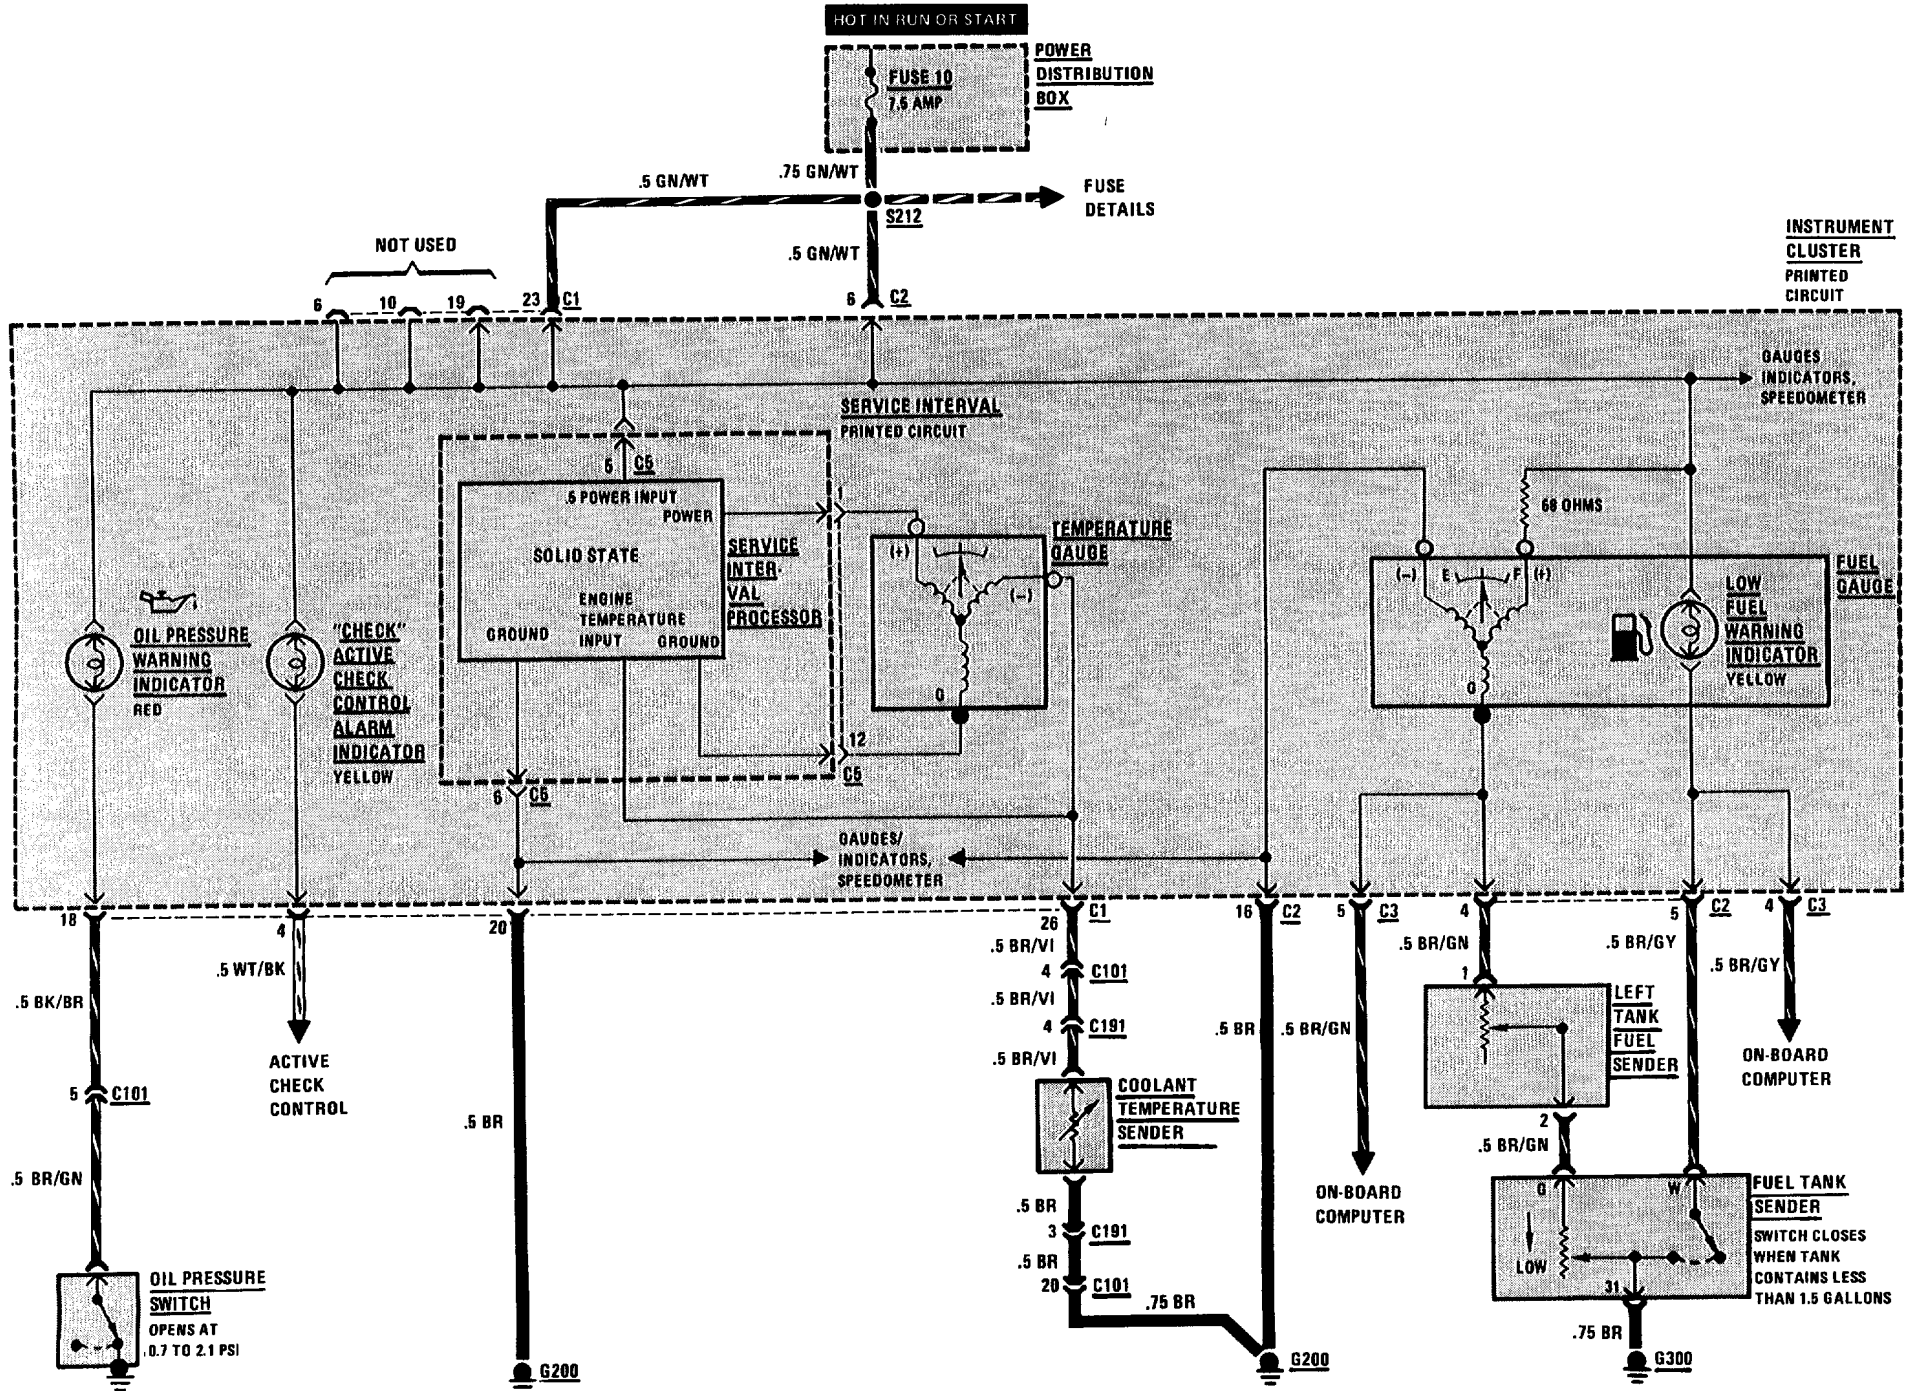 HOT IN RUN OR START
POWER
DISTRIBUTION
BOX
FUSE 10
7.5 AMP
.75 GN/WT
.5 GN/WT
S212
FUSE
DETAILS
.5 GN/WT
NOT USED
6
10
19
23
C1
6
C2
INSTRUMENT
CLUSTER
PRINTED
CIRCUIT
GAUGES
INDICATORS,
SPEEDOMETER
SERVICE INTERVAL
PRINTED CIRCUIT
5
C5
.5 POWER INPUT
POWER
SOLID STATE
ENGINE
TEMPERATURE
INPUT
GROUND
GROUND
SERVICE
INTER-
VAL
PROCESSOR
1
(+)
TEMPERATURE
GAUGE
(-)
G
12
C5
6
C6
68 OHMS
(-)
E
F
(+)
G
FUEL
GAUGE
LOW
FUEL
WARNING
INDICATOR
YELLOW
OIL PRESSURE
WARNING
INDICATOR
RED
"CHECK"
ACTIVE
CHECK
CONTROL
ALARM
INDICATOR
YELLOW
GAUGES/
INDICATORS,
SPEEDOMETER
18
4
20
26
C1
16
C2
5
C3
4
5
C2
4
C3
.5 BK/BR
5
C101
.5 BR/GN
OIL PRESSURE
SWITCH
OPENS AT
0.7 TO 2.1 PSI
.5 WT/BK
ACTIVE
CHECK
CONTROL
.5 BR
G200
.5 BR/VI
4
C101
.5 BR/VI
4
C191
.5 BR/VI
COOLANT
TEMPERATURE
SENDER
.5 BR
3
C191
.5 BR
20
C101
.75 BR
.5 BR
G200
.5 BR/GN
ON-BOARD
COMPUTER
.5 BR/GN
1
LEFT
TANK
FUEL
SENDER
2
.5 BR/GN
.5 BR/GY
.5 BR/GY
ON-BOARD
COMPUTER
G
W
LOW
31
FUEL TANK
SENDER
SWITCH CLOSES
WHEN TANK
CONTAINS LESS
THAN 1.5 GALLONS
.75 BR
G300